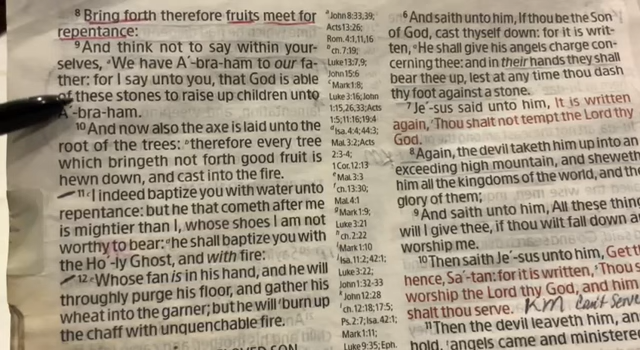 8 Bring forth therefore fruits meet for
repentance:
9 And think not to say within your-
selves, We have A´-bra-ham to our fa-
ther: for I say unto you, that God is able
of these stones to raise up children unto
A´-bra-ham.
10 And now also the axe is laid unto the
root of the trees: therefore every tree
which bringeth not forth good fruit is
hewn down, and cast into the fire.
11 I indeed baptize you with water unto
repentance: but he that cometh after me
is mightier than I, whose shoes I am not
worthy to bear: he shall baptize you with
the Ho´-ly Ghost, and with fire:
12 Whose fan is in his hand, and he will
throughly purge his floor, and gather his
wheat into the garner; but he will burn up
the chaff with unquenchable fire.
John 8:33,39;
Acts 13:26;
Rom. 4:1,11,16
ch. 7:19;
Luke 13:7,9;
John 15:6
Mark 1:8;
Luke 3:16; John
1:15,26,33; Acts
1:5; 11:16; 19:4
Isa. 4:4; 44:3;
Mal. 3:2; Acts
2:3-4;
1 Cor. 12:13
Mal. 3:3
ch. 13:30;
Mal. 4:1
Mark 1:9;
Luke 3:21
ch. 2:22
Mark 1:10
Isa. 11:2; 42:1;
Luke 3:22;
John 1:32-33
John 12:28
ch. 12:18; 17:5;
Ps. 2:7; Isa. 42:1;
Mark 1:11;
Luke 9:35; Eph.
6 And saith unto him, If thou be the Son
of God, cast thyself down: for it is writ-
ten, He shall give his angels charge con-
cerning thee: and in their hands they shall
bear thee up, lest at any time thou dash
thy foot against a stone.
7 Je´-sus said unto him, It is written
again, Thou shalt not tempt the Lord thy
God.
8 Again, the devil taketh him up into an
exceeding high mountain, and sheweth
him all the kingdoms of the world, and the
glory of them;
9 And saith unto him, All these thin
will I give thee, if thou wilt fall down a
worship me.
10 Then saith Je´-sus unto him, Get t
hence, Sa´-tan: for it is written, Thou
worship the Lord thy God, and him
shalt thou serve. KM can't serve
11 Then the devil leaveth him, an
hold, angels came and ministere